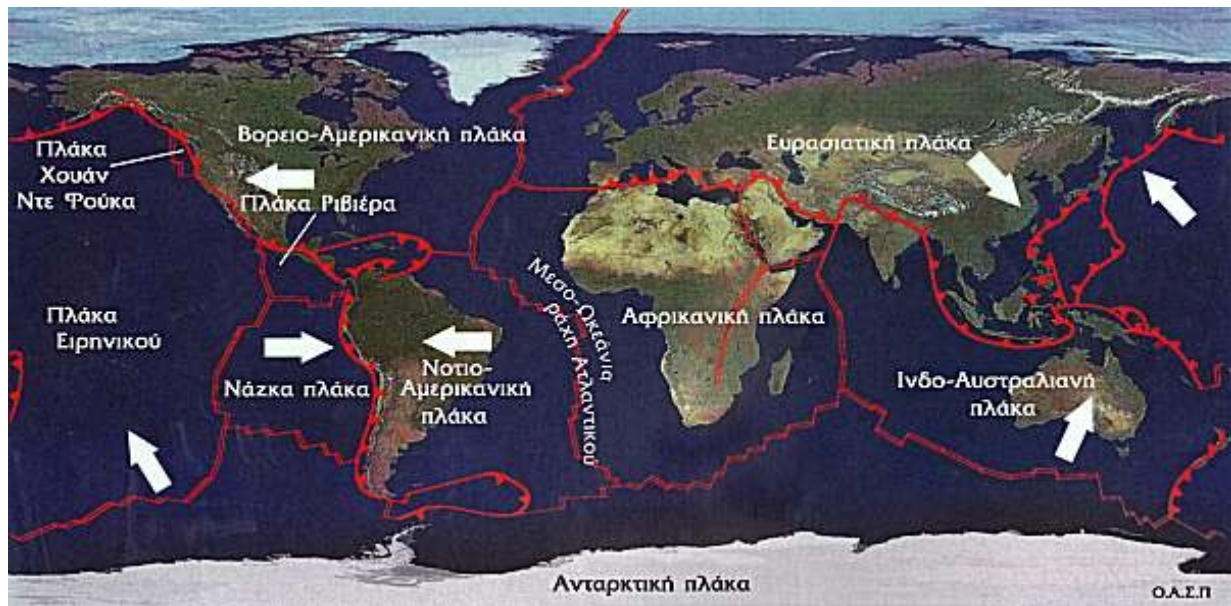 Βορειο-Αμερικανική πλάκα
Πλάκα
Χουάν
Ντε Φούκα
Πλάκα Ριβιέρα
Ευρασιατική πλάκα
Πλάκα
Ειρηνικού
Νάζκα πλάκα
Νοτιο-
Αμερικανική
πλάκα
Μεσο-Ωκεάνια
ράχη Ατλαντικού
Αφρικανική πλάκα
Ινδο-Αυστραλιανή
πλάκα
Ανταρκτική πλάκα
Ο.Α.Σ.Π